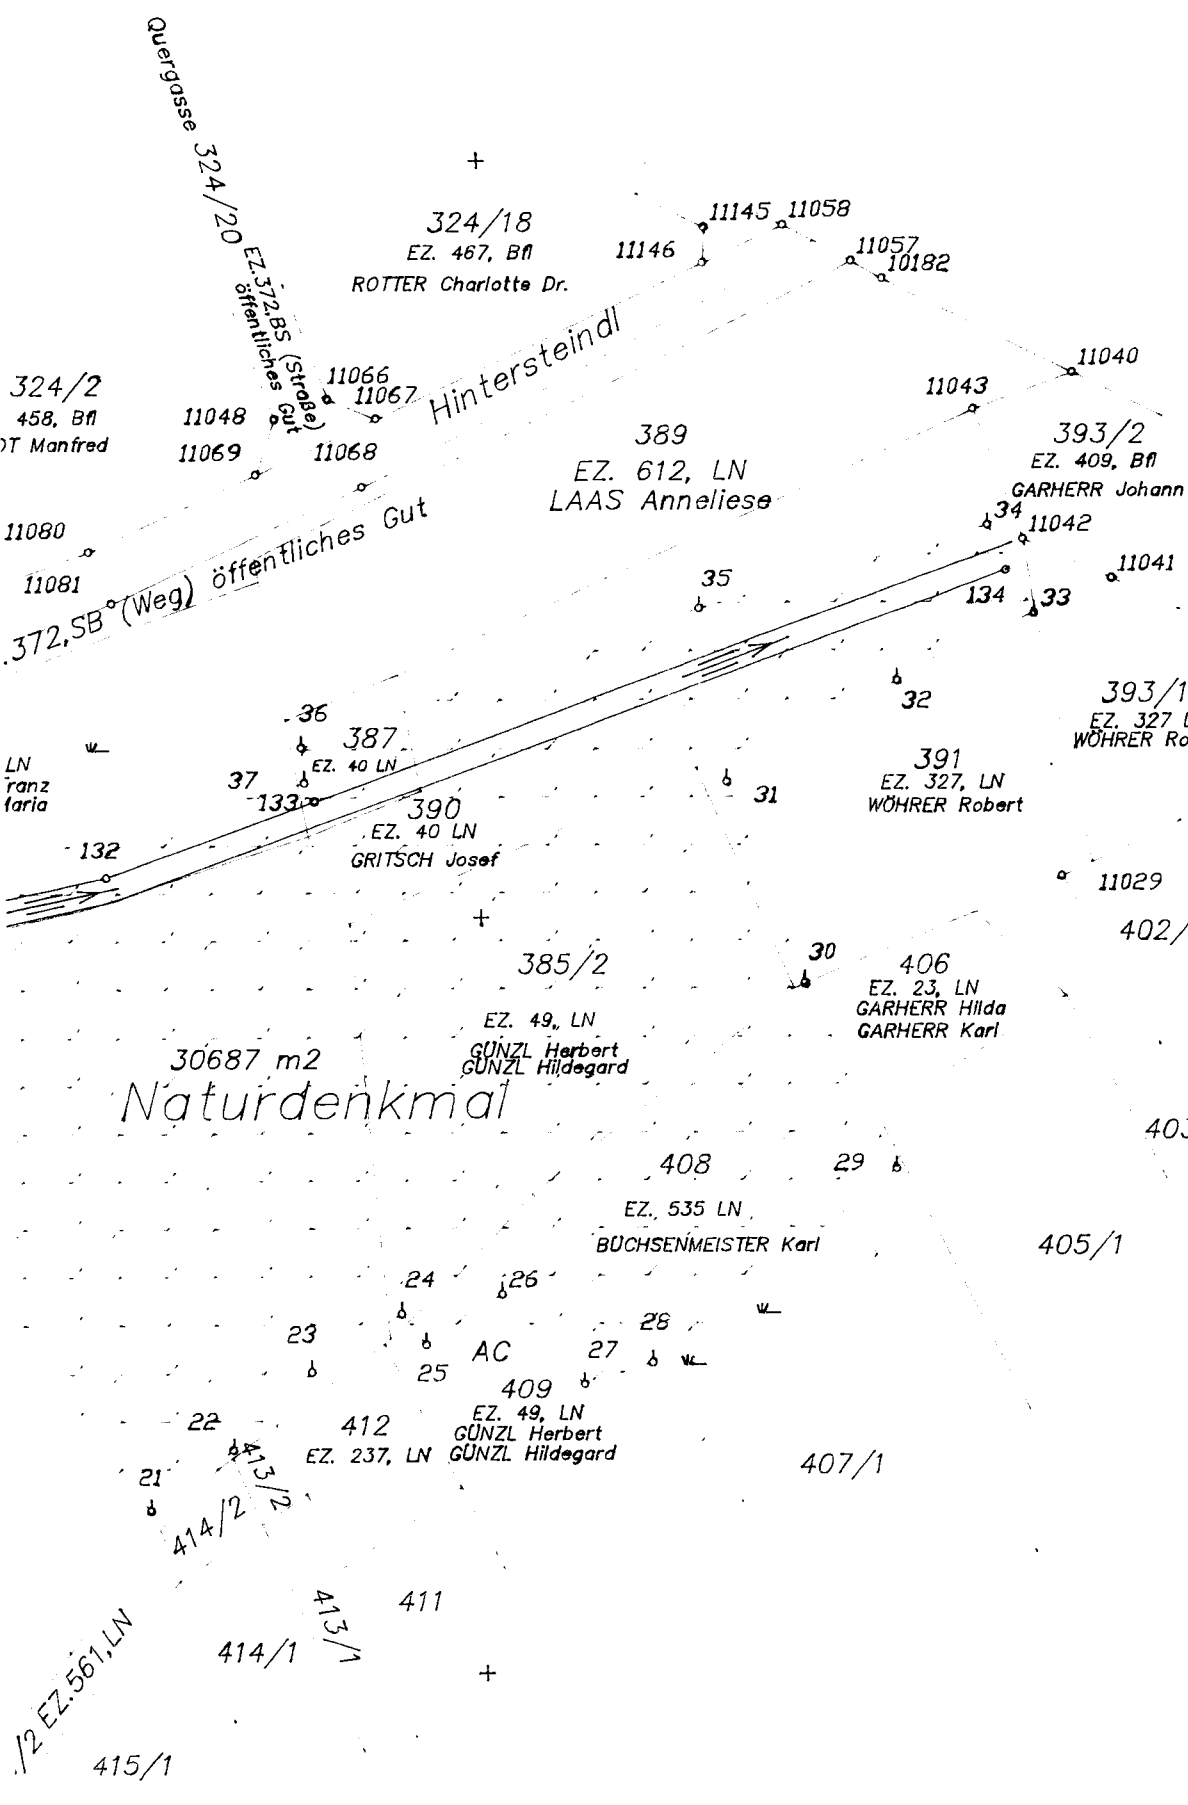 Quergasse 324/20
EZ.372,BS (Straße)
öffentliches Gut
324/18
EZ. 467, Bfl
ROTTER Charlotte Dr.
11145
11058
11146
11057
10182
Hintersteindl
11040
11043
324/2
458, Bfl
Manfred
11066
11067
11048
11069
11068
389
EZ. 612, LN
LAAS Anneliese
393/2
EZ. 409, Bfl
GARHERR Johann
34
11042
11080
11081
.372,SB (Weg) öffentliches Gut
11041
35
134
33
32
393/1
EZ. 327
WÖHRER
36
387
EZ. 40 LN
37
133
LN
ranz
laria
391
EZ. 327, LN
WÖHRER Robert
31
390
EZ. 40 LN
GRITSCH Josef
132
11029
402/
385/2
EZ. 49, LN
GÜNZL Herbert
GÜNZL Hildegard
30
406
EZ. 23, LN
GARHERR Hilda
GARHERR Karl
30687 m2
Naturdenkmal
403
408
29
EZ. 535 LN
BÜCHSENMEISTER Karl
405/1
24
26
23
28
25
AC
27
409
EZ. 49, LN
GÜNZL Herbert
GÜNZL Hildegard
22
412
EZ. 237, LN
413/2
407/1
21
414/2
413/1
411
414/1
/2 EZ.561,LN
415/1